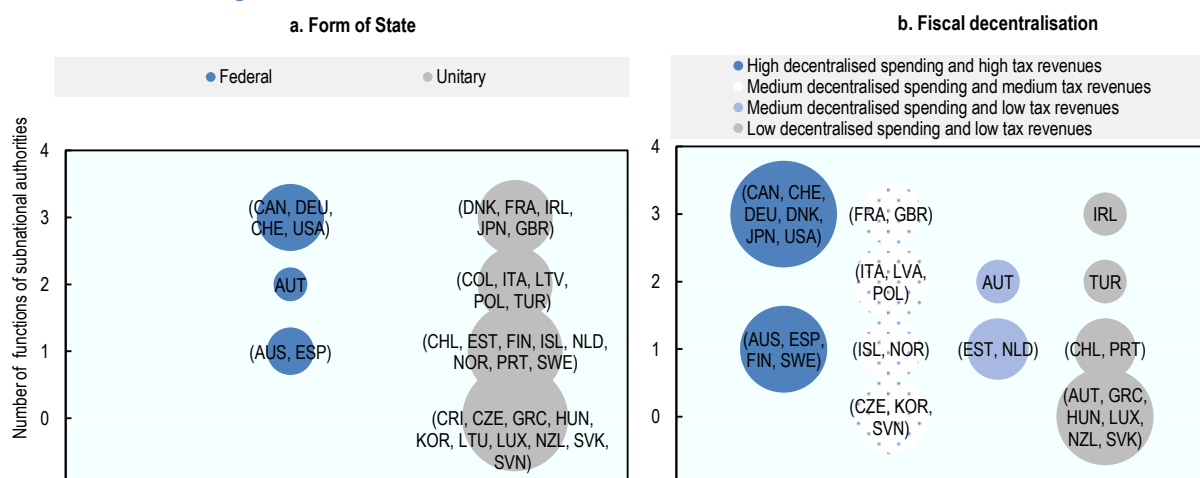 a. Form of State
Federal
Unitary
Number of functions of subnational authorities
4
3
2
1
0
(CAN, DEU,
CHE, USA)
AUT
(AUS, ESP)
(DNK, FRA, IRL,
JPN, GBR)
(COL, ITA, LTV,
POL, TUR)
(CHL, EST, FIN, ISL, NLD,
NOR, PRT, SWE)
(CRI, CZE, GRC, HUN,
KOR, LTU, LUX, NZL, SVK,
SVN)
b. Fiscal decentralisation
High decentralised spending and high tax revenues
Medium decentralised spending and medium tax revenues
Medium decentralised spending and low tax revenues
Low decentralised spending and low tax revenues
4
3
2
1
0
(CAN, CHE,
DEU, DNK,
JPN, USA)
(AUS, ESP,
FIN, SWE)
(FRA, GBR)
(ITA, LVA,
POL)
(ISL, NOR)
(CZE, KOR,
SVN)
AUT
(EST, NLD)
IRL
TUR
(CHL, PRT)
(AUT, GRC,
HUN, LUX,
NZL, SVK)